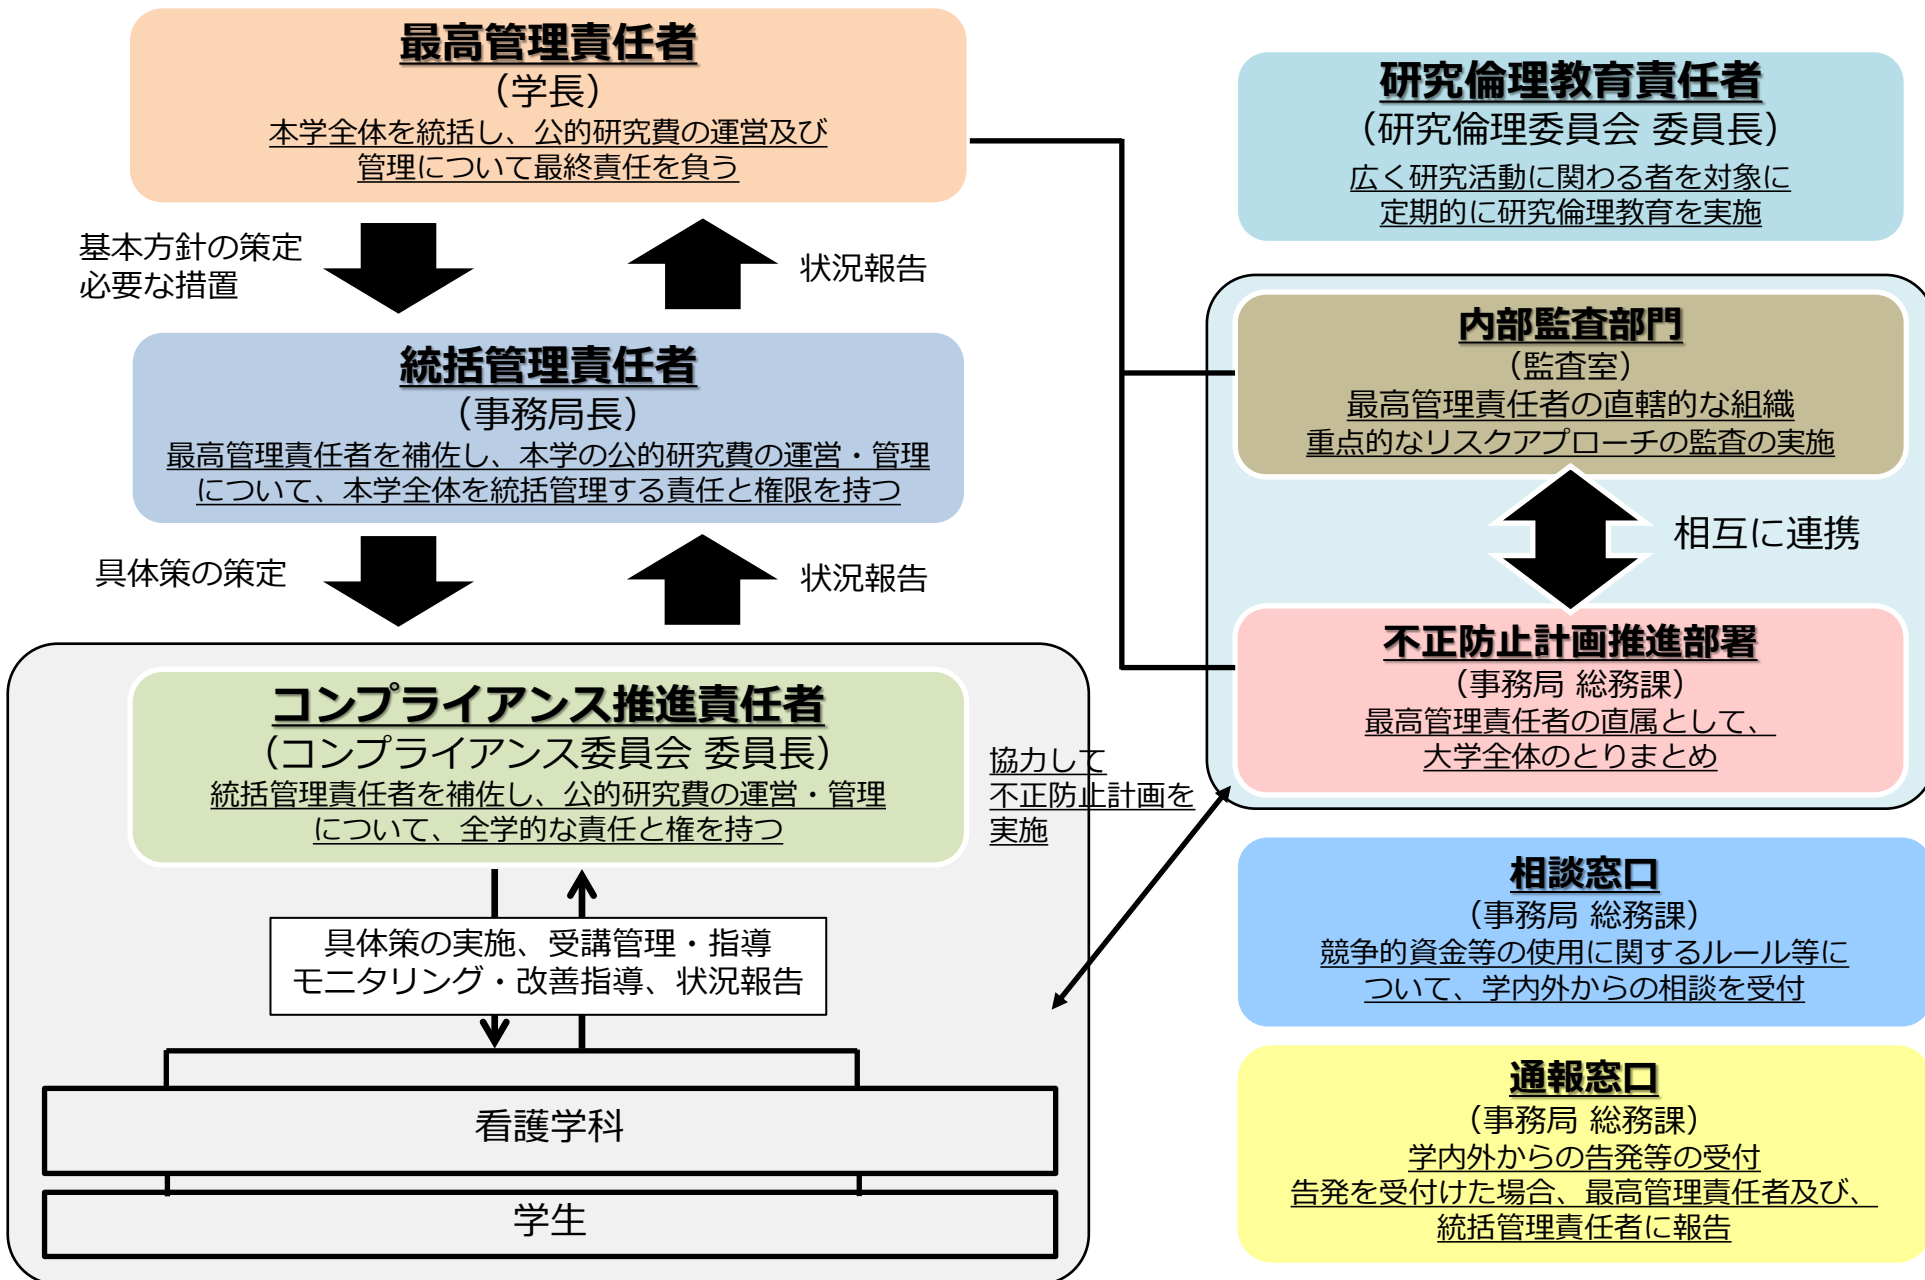 最高管理責任者
（学長）
本学全体を統括し、公的研究費の運営及び
管理について最終責任を負う
基本方針の策定
必要な措置
状況報告
統括管理責任者
（事務局長）
最高管理責任者を補佐し、本学の公的研究費の運営・管理
について、本学全体を統括管理する責任と権限を持つ
具体策の策定
状況報告
コンプライアンス推進責任者
（コンプライアンス委員会 委員長）
統括管理責任者を補佐し、公的研究費の運営・管理
について、全学的な責任と権を持つ
具体策の実施、受講管理・指導
モニタリング・改善指導、状況報告
看護学科
学生
協力して
不正防止計画を
実施
研究倫理教育責任者
（研究倫理委員会 委員長）
広く研究活動に関わる者を対象に
定期的に研究倫理教育を実施
内部監査部門
（監査室）
最高管理責任者の直轄的な組織
重点的なリスクアプローチの監査の実施
相互に連携
不正防止計画推進部署
（事務局 総務課）
最高管理責任者の直属として、
大学全体のとりまとめ
相談窓口
（事務局 総務課）
競争的資金等の使用に関するルール等に
ついて、学内外からの相談を受付
通報窓口
（事務局 総務課）
学内外からの告発等の受付
告発を受付けた場合、最高管理責任者及び、
統括管理責任者に報告